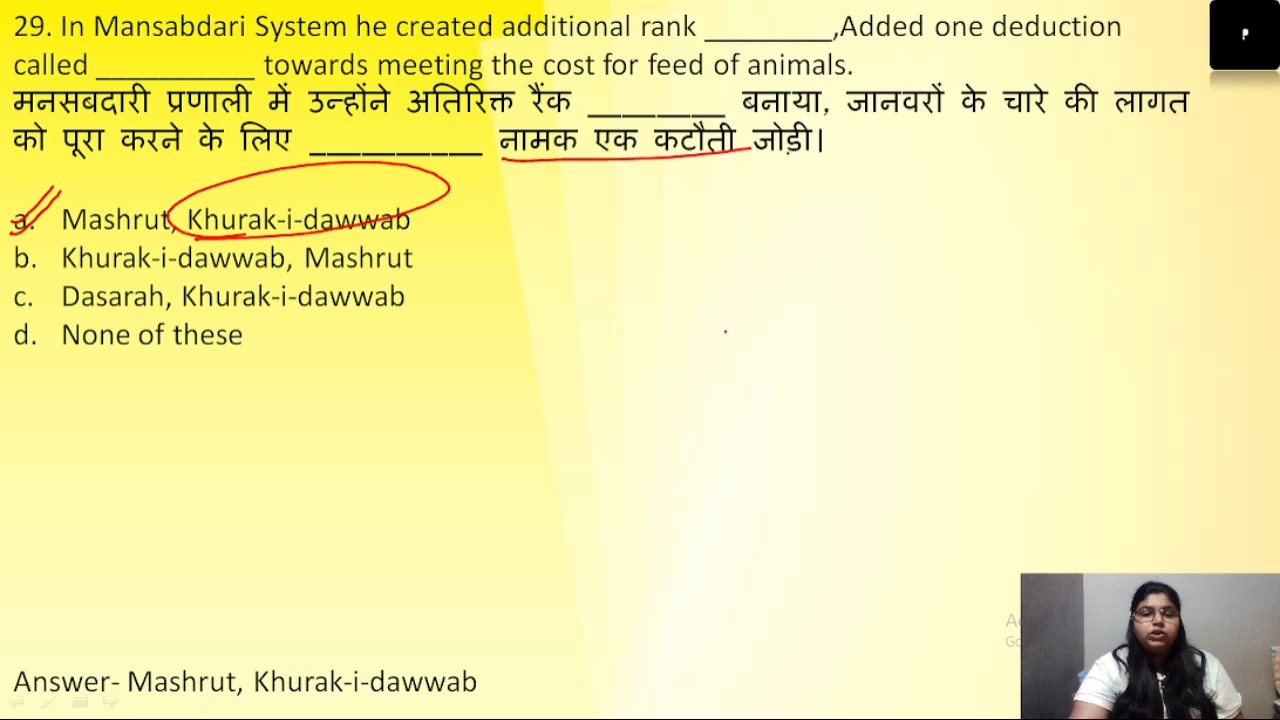 29. In Mansabdari System he created additional rank _________,Added one deduction
called ___________ towards meeting the cost for feed of animals.
मनसबदारी प्रणाली में उन्होंने अतिरिक्त रैंक ________ बनाया, जानवरों के चारे की लागत
को पूरा करने के लिए __________ नामक एक कटौती जोड़ी।
a. Mashrut, Khurak-i-dawwab
b. Khurak-i-dawwab, Mashrut
c. Dasarah, Khurak-i-dawwab
d. None of these
Answer- Mashrut, Khurak-i-dawwab